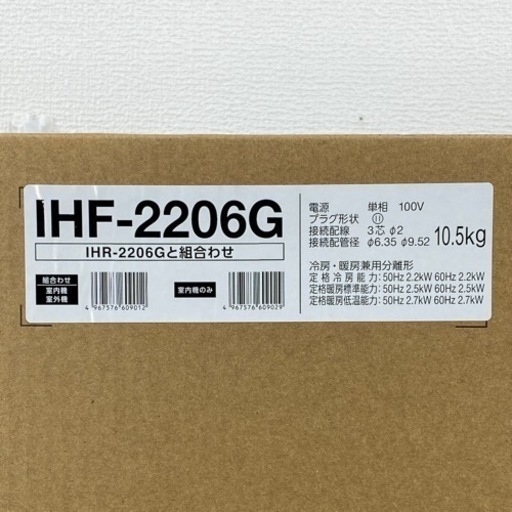 IHF-2206G
IHR-2206Gと組合わせ
組合わせ
室内機
室外機
4 967576 609012
室内機のみ
4 967576 609029
電源 単相 100V
プラグ形状
接続配線 3芯 φ2
接続配管径 φ6.35 φ9.52
10.5kg
冷房・暖房兼用分離形
定格冷房能力: 50Hz 2.2kW 60Hz 2.2kW
定格暖房標準能力: 50Hz 2.5kW 60Hz 2.5kW
定格暖房低温能力: 50Hz 2.7kW 60Hz 2.7kW